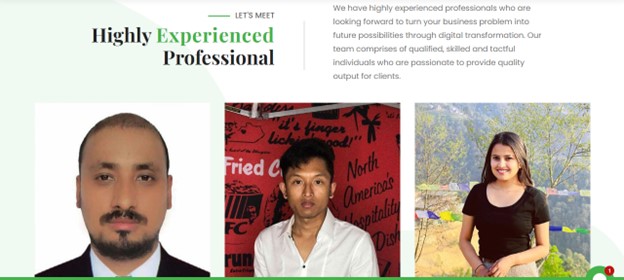 LET'S MEET
Highly Experienced
Professional
We have highly experienced professionals who are
looking forward to turn your business problem into
future possibilities through digital transformation. Our
team comprises of qualified, skilled and tactful
individuals who are passionate to provide quality
output for clients.
it's finger
lickin' good!
Fried C
North
America's
Hospitality
Dish
FC
run
1